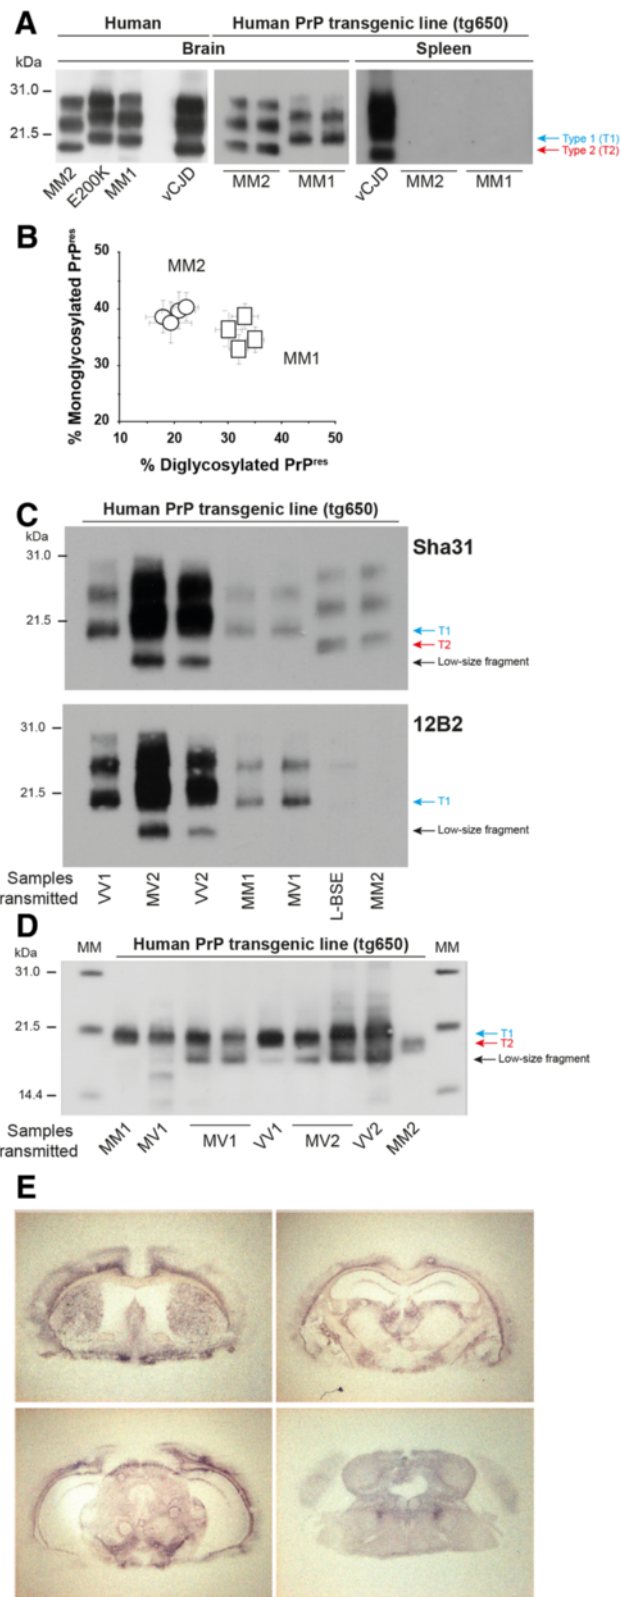 A
Human
Human PrP transgenic line (tg650)
Brain
Spleen
kDa
31.0
21.5
Type 1 (T1)
Type 2 (T2)
MM2
E200K
MM1
vCJD
MM2
MM1
vCJD
MM2
MM1
B
% Monoglycosylated PrPres
50
40
30
20
MM2
MM1
10 20 30 40 50
% Diglycosylated PrPres
C
Human PrP transgenic line (tg650)
kDa
31.0
21.5
Sha31
T1
T2
Low-size fragment
31.0
21.5
12B2
T1
Low-size fragment
Samples
ransmitted
VV1
MV2
VV2
MM1
MV1
L-BSE
MM2
D
kDa
MM
Human PrP transgenic line (tg650)
MM
31.0
21.5
14.4
T1
T2
Low-size fragment
Samples
ransmitted
MM1
MV1
MV1
VV1
MV2
VV2
MM2
E